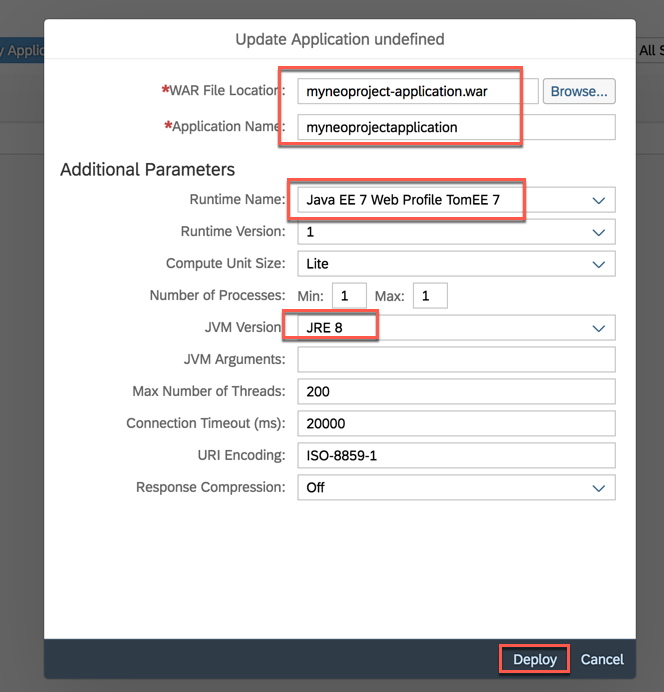 Update Application undefined
y Applic
All S
*WAR File Location: myneoproject-application.war Browse...
*Application Name: myneoprojectapplication
Additional Parameters
Runtime Name: Java EE 7 Web Profile TomEE 7
Runtime Version: 1
Compute Unit Size: Lite
Number of Processes: Min: 1 Max: 1
JVM Version JRE 8
JVM Arguments:
Max Number of Threads: 200
Connection Timeout (ms): 20000
URI Encoding: ISO-8859-1
Response Compression: Off
Deploy Cancel